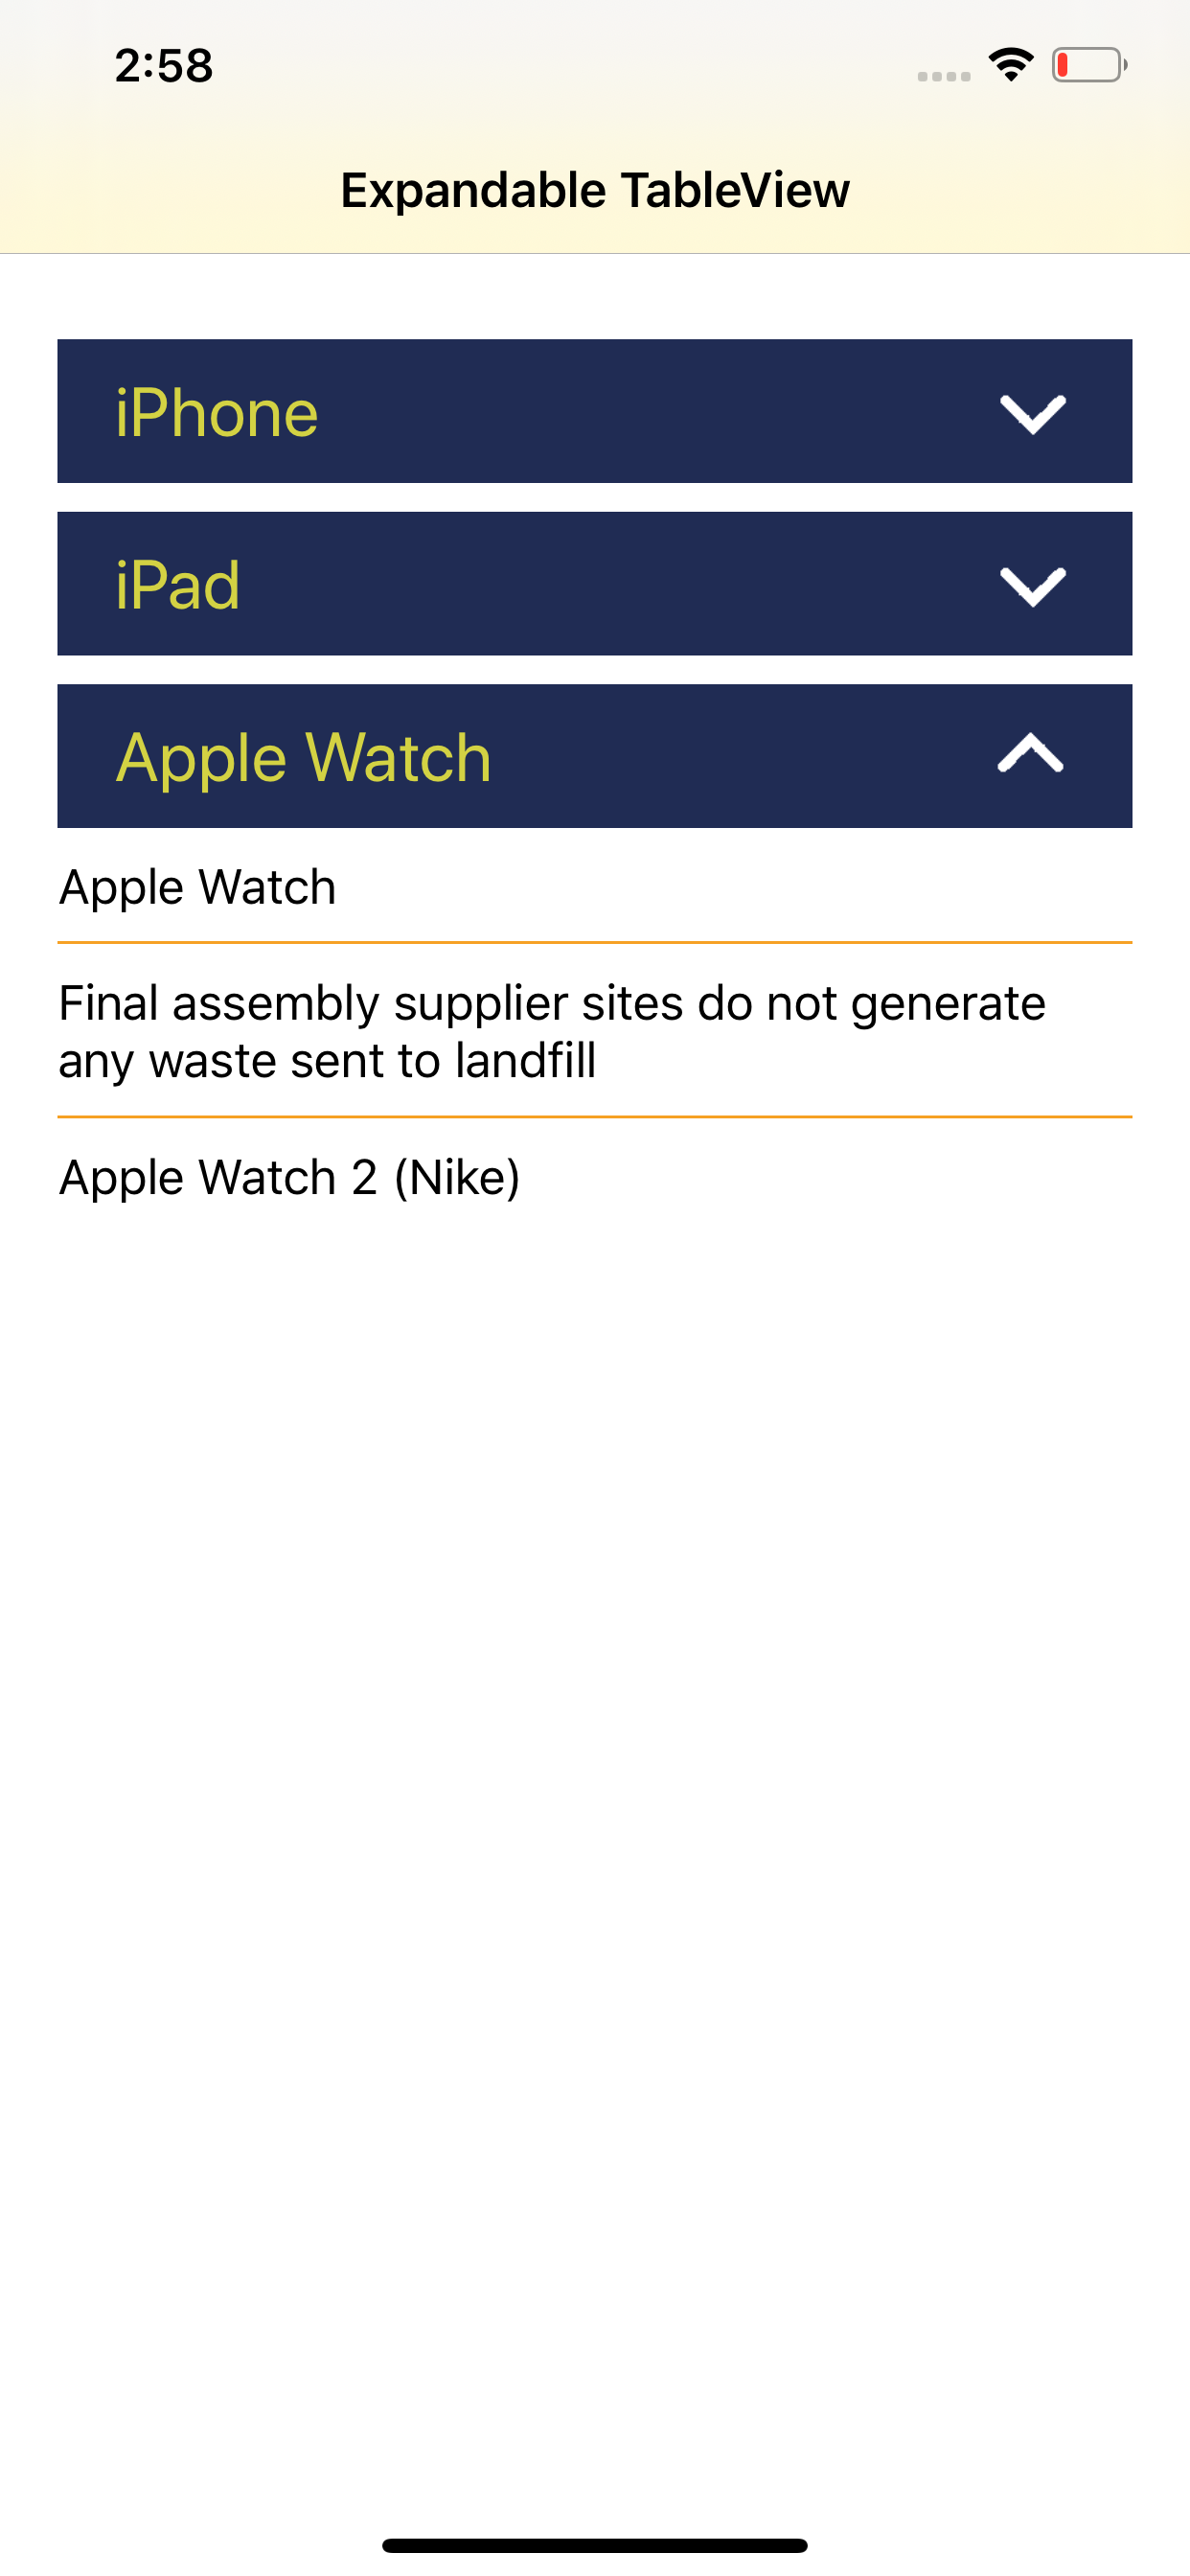 2:58
Expandable TableView
iPhone
iPad
Apple Watch
Apple Watch
Final assembly supplier sites do not generate
any waste sent to landfill
Apple Watch 2 (Nike)